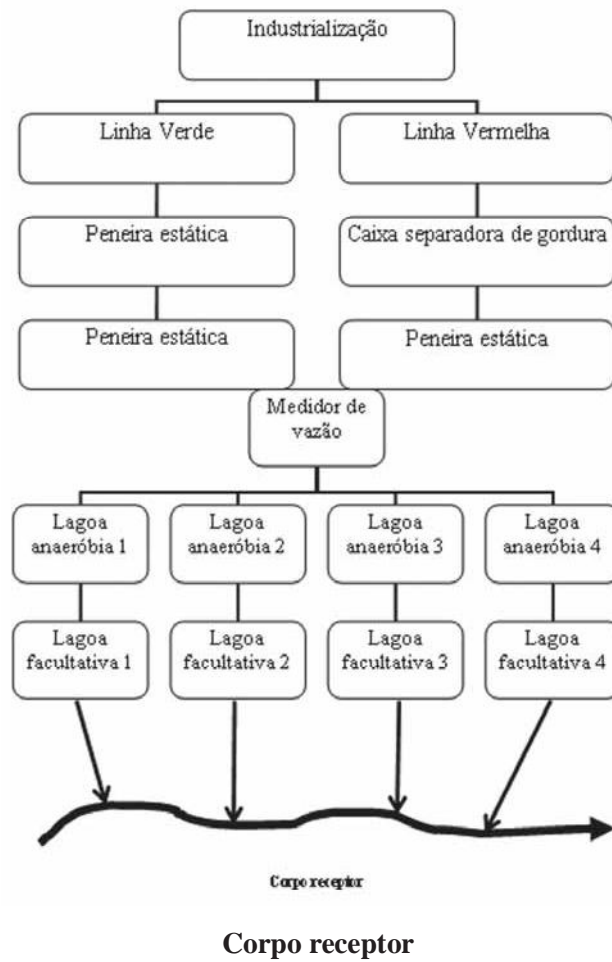 Industrialização
Linha Verde
Linha Vermelha
Peneira estática
Caixa separadora de gordura
Peneira estática
Peneira estática
Medidor de
vazão
Lagoa
anaeróbia 1
Lagoa
anaeróbia 2
Lagoa
anaeróbia 3
Lagoa
anaeróbia 4
Lagoa
facultativa 1
Lagoa
facultativa 2
Lagoa
facultativa 3
Lagoa
facultativa 4
Corpo receptor
Corpo receptor